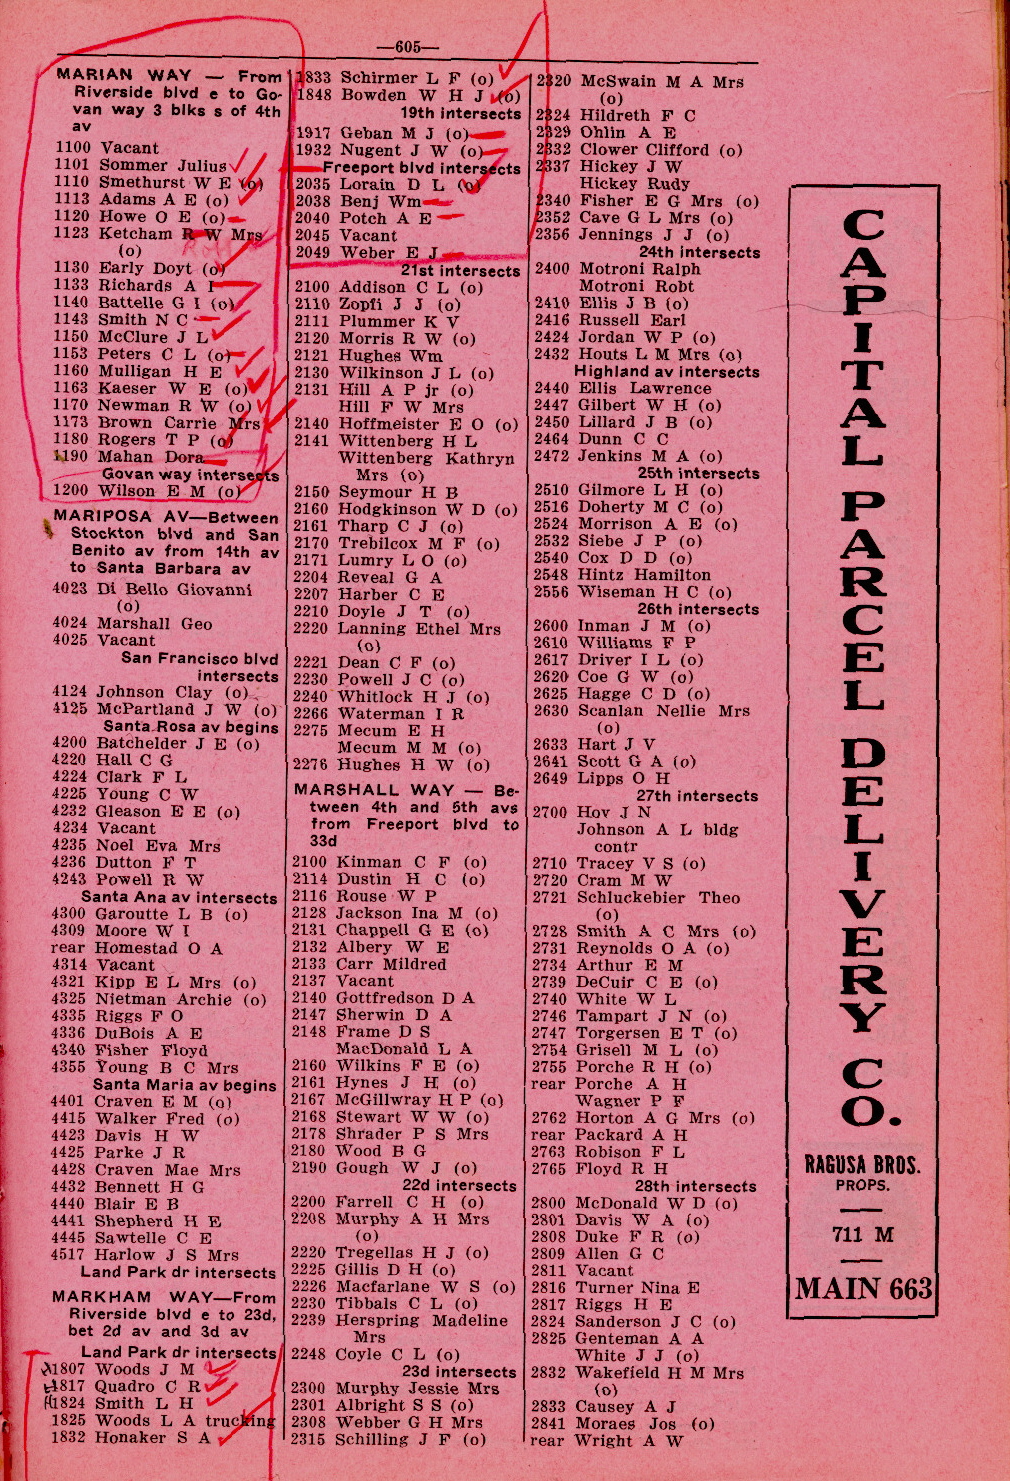 —605—
MARIAN WAY — From
Riverside blvd e to Go-
van way 3 blks s of 4th
av
1100 Vacant
1101 Sommer Julius
1110 Smethurst W E (o)
1113 Adams A E (o)
1120 Howe O E (o)
1123 Ketcham R W Mrs
(o)
1130 Early Doyt (o)
1133 Richards A I
1140 Battelle G I (o)
1143 Smith N C
1150 McClure J L
1153 Peters C L (o)
1160 Mulligan H E
1163 Kaeser W E (o)
1170 Newman R W (o)
1173 Brown Carrie Mrs
1180 Rogers T P (o)
1190 Mahan Dora
Govan way intersects
1200 Wilson E M (o)
MARIPOSA AV—Between
Stockton blvd and San
Benito av from 14th av
to Santa Barbara av
4023 Di Bello Giovanni
(o)
4024 Marshall Geo
4025 Vacant
San Francisco blvd
intersects
4124 Johnson Clay (o)
4125 McPartland J W (o)
Santa Rosa av begins
4200 Batchelder J E (o)
4220 Hall C G
4224 Clark F L
4225 Young C W
4232 Gleason E E (o)
4234 Vacant
4235 Noel Eva Mrs
4236 Dutton F T
4243 Powell R W
Santa Ana av intersects
4300 Garoutte L B (o)
4309 Moore W I
rear Homestad O A
4314 Vacant
4321 Kipp E L Mrs (o)
4325 Nietman Archie (o)
4335 Riggs F O
4336 DuBois A E
4340 Fisher Floyd
4355 Young B C Mrs
Santa Maria av begins
4401 Craven E M (o)
4415 Walker Fred (o)
4423 Davis H W
4425 Parke J R
4428 Craven Mae Mrs
4432 Bennett H G
4440 Blair E B
4441 Shepherd H E
4445 Sawtelle C E
4517 Harlow J S Mrs
Land Park dr intersects
MARKHAM WAY—From
Riverside blvd e to 23d,
bet 2d av and 3d av
Land Park dr intersects
1807 Woods J M
1817 Quadro C R
1824 Smith L H
1825 Woods L A trucking
1832 Honaker S A
1833 Schirmer L F (o)
1848 Bowden W H J (o)
19th intersects
1917 Geban M J (o)
1932 Nugent J W (o)
Freeport blvd intersects
2035 Lorain D L (o)
2038 Benj Wm
2040 Potch A E
2045 Vacant
2049 Weber E J
21st intersects
2100 Addison C L (o)
2110 Zopfi J J (o)
2111 Plummer K V
2120 Morris R W (o)
2121 Hughes Wm
2130 Wilkinson J L (o)
2131 Hill A P jr (o)
Hill F W Mrs
2140 Hoffmeister E O (o)
2141 Wittenberg H L
Wittenberg Kathryn
Mrs (o)
2150 Seymour H B
2160 Hodgkinson W D (o)
2161 Tharp C J (o)
2170 Trebilcox M F (o)
2171 Lumry L O (o)
2204 Reveal G A
2207 Harber C E
2210 Doyle J T (o)
2220 Lanning Ethel Mrs
(o)
2221 Dean C F (o)
2230 Powell J C (o)
2240 Whitlock H J (o)
2266 Waterman I R
2275 Mecum E H
Mecum M M (o)
2276 Hughes H W (o)
MARSHALL WAY — Be-
tween 4th and 5th avs
from Freeport blvd to
33d
2100 Kinman C F (o)
2114 Dustin H C (o)
2116 Rouse W P
2128 Jackson Ina M (o)
2131 Chappell G E (o)
2132 Albery W E
2133 Carr Mildred
2137 Vacant
2140 Gottfredson D A
2147 Sherwin D A
2148 Frame D S
MacDonald L A
2160 Wilkins F E (o)
2161 Hynes J H (o)
2167 McGillwray H P (o)
2168 Stewart W W (o)
2178 Shrader P S Mrs
2180 Wood B G
2190 Gough W J (o)
22d intersects
2200 Farrell C H (o)
2208 Murphy A H Mrs
(o)
2220 Tregellas H J (o)
2225 Gillis D H (o)
2226 Macfarlane W S (o)
2230 Tibbals C L (o)
2239 Herspring Madeline
Mrs
2248 Coyle C L (o)
23d intersects
2300 Murphy Jessie Mrs
2301 Albright S S (o)
2308 Webber G H Mrs
2315 Schilling J F (o)
2320 McSwain M A Mrs
(o)
2324 Hildreth F C
2329 Ohlin A E
2332 Clower Clifford (o)
2337 Hickey J W
Hickey Rudy
2340 Fisher E G Mrs (o)
2352 Cave G L Mrs (o)
2356 Jennings J J (o)
24th intersects
2400 Motroni Ralph
Motroni Robt
2410 Ellis J B (o)
2416 Russell Earl
2424 Jordan W P (o)
2432 Houts L M Mrs (o)
Highland av intersects
2440 Ellis Lawrence
2447 Gilbert W H (o)
2450 Lillard J B (o)
2464 Dunn C C
2472 Jenkins M A (o)
25th intersects
2510 Gilmore L H (o)
2516 Doherty M C (o)
2524 Morrison A E (o)
2532 Siebe J P (o)
2540 Cox D D (o)
2548 Hintz Hamilton
2556 Wiseman H C (o)
26th intersects
2600 Inman J M (o)
2610 Williams F P
2617 Driver I L (o)
2620 Coe G W (o)
2625 Hagge C D (o)
2630 Scanlan Nellie Mrs
(o)
2633 Hart J V
2641 Scott G A (o)
2649 Lipps O H
27th intersects
2700 Hov J N
Johnson A L bldg
contr
2710 Tracey V S (o)
2720 Cram M W
2721 Schluckebier Theo
(o)
2728 Smith A C Mrs (o)
2731 Reynolds O A (o)
2734 Arthur E M
2739 DeCuir C E (o)
2740 White W L
2746 Tampart J N (o)
2747 Torgersen E T (o)
2754 Grisell M L (o)
2755 Porche R H (o)
rear Porche A H
Wagner P F
2762 Horton A G Mrs (o)
rear Packard A H
2763 Robison F L
2765 Floyd R H
28th intersects
2800 McDonald W D (o)
2801 Davis W A (o)
2808 Duke F R (o)
2809 Allen G C
2811 Vacant
2816 Turner Nina E
2817 Riggs H E
2824 Sanderson J C (o)
2825 Genteman A A
White J J (o)
2832 Wakefield H M Mrs
(o)
2833 Causey A J
2841 Moraes Jos (o)
rear Wright A W
CAPITAL PARCEL DELIVERY CO.
RAGUSA BROS.
PROPS.
711 M
MAIN 663